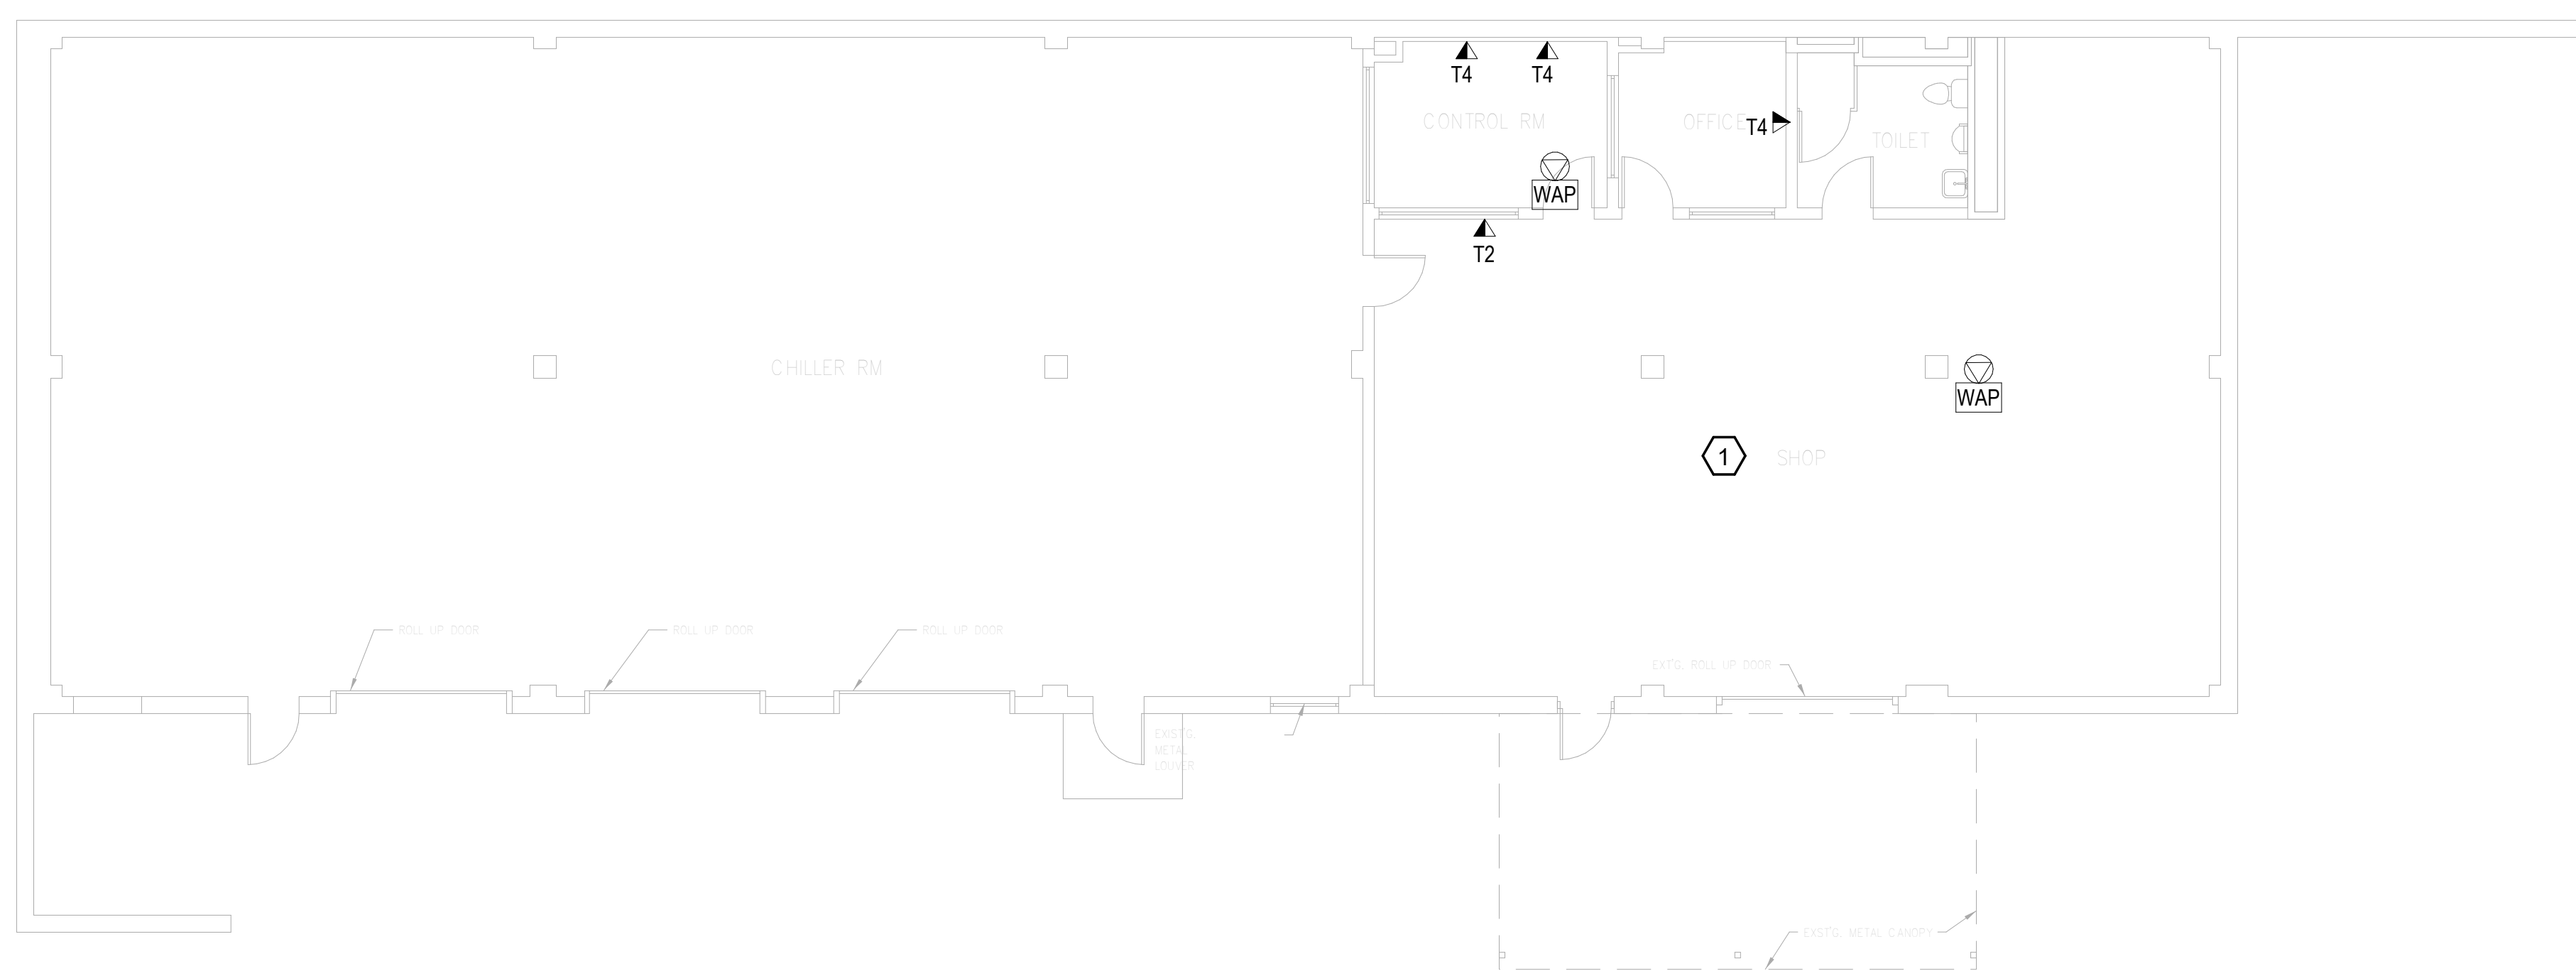 T4
T4
CONTROL RM
OFFICE
T4
TOILET
WAP
T2
CHILLER RM
WAP
1
SHOP
ROLL UP DOOR
ROLL UP DOOR
ROLL UP DOOR
EXT'G. ROLL UP DOOR
EXIST'G.
METAL
LOUVER
EXST'G. METAL CANOPY